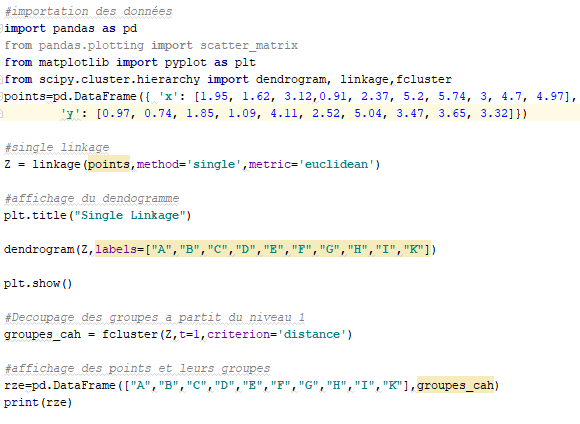 #importation des données
import pandas as pd
from pandas.plotting import scatter_matrix
from matplotlib import pyplot as plt
from scipy.cluster.hierarchy import dendrogram, linkage,fcluster
points=pd.DataFrame({ 'x': [1.95, 1.62, 3.12,0.91, 2.37, 5.2, 5.74, 3, 4.7, 4.97],
'y': [0.97, 0.74, 1.85, 1.09, 4.11, 2.52, 5.04, 3.47, 3.65, 3.32]})
#single linkage
Z = linkage(points,method='single',metric='euclidean')
#affichage du dendogramme
plt.title("Single Linkage")
dendrogram(Z,labels=["A","B","C","D","E","F","G","H","I","K"])
plt.show()
#Decoupage des groupes a partit du niveau 1
groupes_cah = fcluster(Z,t=1,criterion='distance')
#affichage des points et leurs groupes
rze=pd.DataFrame(["A","B","C","D","E","F","G","H","I","K"],groupes_cah)
print(rze)